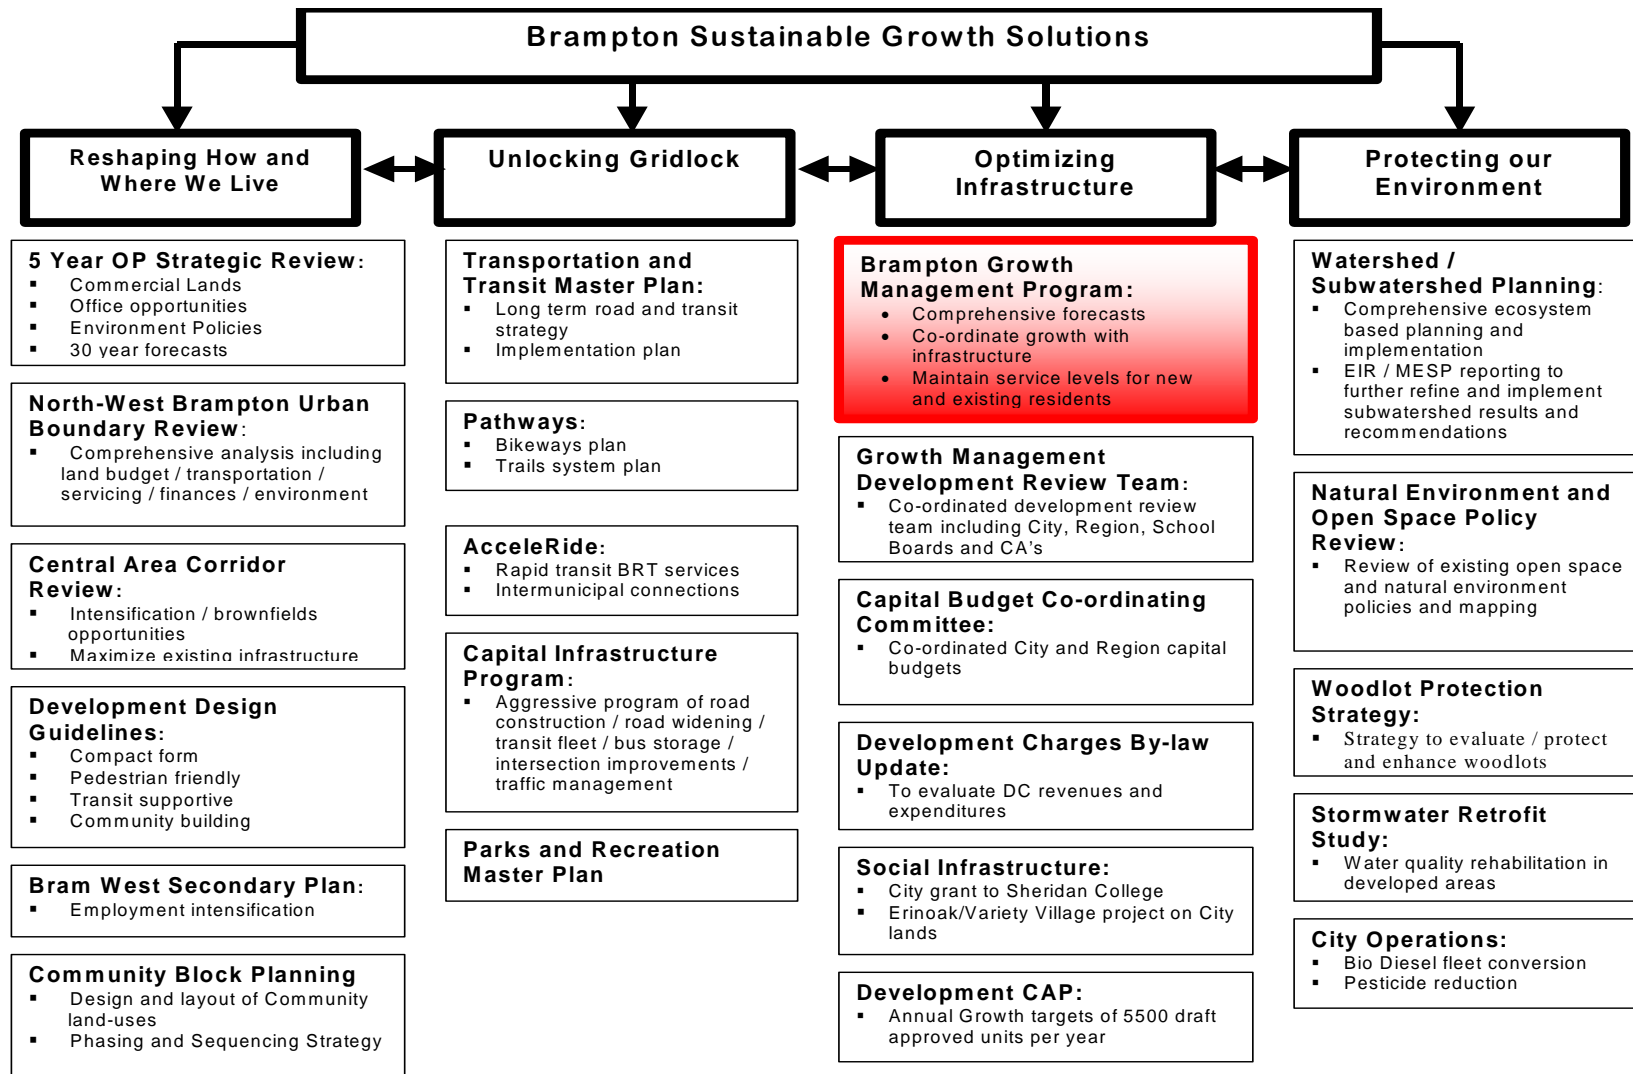 Brampton Sustainable Growth Solutions
Reshaping How and
Where We Live
Unlocking Gridlock
Optimizing
Infrastructure
Protecting our
Environment
5 Year OP Strategic Review:
▪ Commercial Lands
▪ Office opportunities
▪ Environment Policies
▪ 30 year forecasts
North-West Brampton Urban
Boundary Review:
▪ Comprehensive analysis including
land budget / transportation /
servicing / finances / environment
Central Area Corridor
Review:
▪ Intensification / brownfields
opportunities
▪ Maximize existing infrastructure
Development Design
Guidelines:
▪ Compact form
▪ Pedestrian friendly
▪ Transit supportive
▪ Community building
Bram West Secondary Plan:
▪ Employment intensification
Community Block Planning
▪ Design and layout of Community
land-uses
▪ Phasing and Sequencing Strategy
Transportation and
Transit Master Plan:
▪ Long term road and transit
strategy
▪ Implementation plan
Pathways:
▪ Bikeways plan
▪ Trails system plan
AcceleRide:
▪ Rapid transit BRT services
▪ Intermunicipal connections
Capital Infrastructure
Program:
▪ Aggressive program of road
construction / road widening /
transit fleet / bus storage /
intersection improvements /
traffic management
Parks and Recreation
Master Plan
Brampton Growth
Management Program:
• Comprehensive forecasts
• Co-ordinate growth with
infrastructure
• Maintain service levels for new
and existing residents
Growth Management
Development Review Team:
▪ Co-ordinated development review
team including City, Region, School
Boards and CA's
Capital Budget Co-ordinating
Committee:
▪ Co-ordinated City and Region capital
budgets
Development Charges By-law
Update:
▪ To evaluate DC revenues and
expenditures
Social Infrastructure:
▪ City grant to Sheridan College
▪ Erinoak/Variety Village project on City
lands
Development CAP:
▪ Annual Growth targets of 5500 draft
approved units per year
Watershed /
Subwatershed Planning:
▪ Comprehensive ecosystem
based planning and
implementation
▪ EIR / MESP reporting to
further refine and implement
subwatershed results and
recommendations
Natural Environment and
Open Space Policy
Review:
▪ Review of existing open space
and natural environment
policies and mapping
Woodlot Protection
Strategy:
▪ Strategy to evaluate / protect
and enhance woodlots
Stormwater Retrofit
Study:
▪ Water quality rehabilitation in
developed areas
City Operations:
▪ Bio Diesel fleet conversion
▪ Pesticide reduction